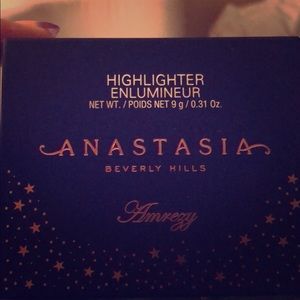 HIGHLIGHTER
ENLUMINEUR
NET WT. / POIDS NET 9 g / 0.31 Oz.
ANASTASIA
BEVERLY HILLS
Amrezy